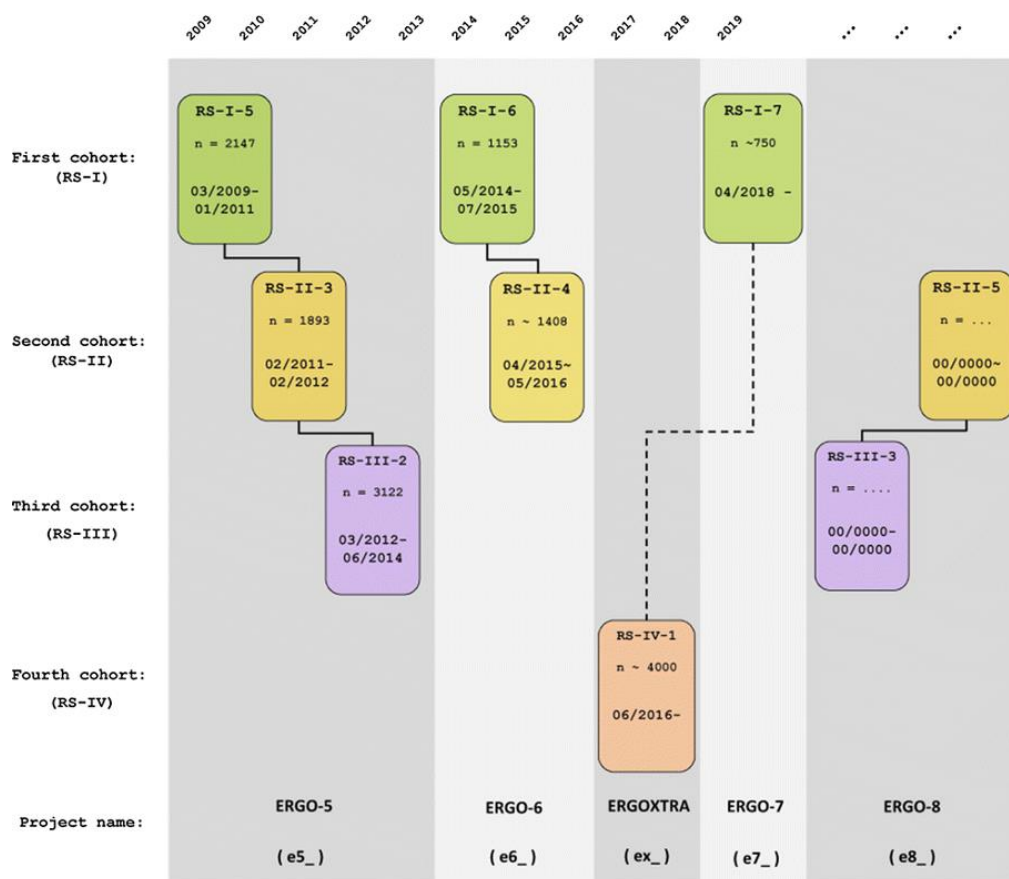 2009 2010 2011 2012 2013 2014 2015 2016 2017 2018 2019 ... ... ...
First cohort:
(RS-I)
RS-I-5
n = 2147
03/2009-
01/2011
RS-I-6
n = 1153
05/2014-
07/2015
RS-I-7
n ~750
04/2018 -
Second cohort:
(RS-II)
RS-II-3
n = 1893
02/2011-
02/2012
RS-II-4
n ~ 1408
04/2015~
05/2016
RS-II-5
n = ...
00/0000~
00/0000
Third cohort:
(RS-III)
RS-III-2
n = 3122
03/2012-
06/2014
RS-III-3
n = ....
00/0000-
00/0000
Fourth cohort:
(RS-IV)
RS-IV-1
n ~ 4000
06/2016-
Project name:
ERGO-5 ERGO-6 ERGOXTRA ERGO-7 ERGO-8
( e5_ ) ( e6_ ) ( ex_ ) ( e7_ ) ( e8_ )